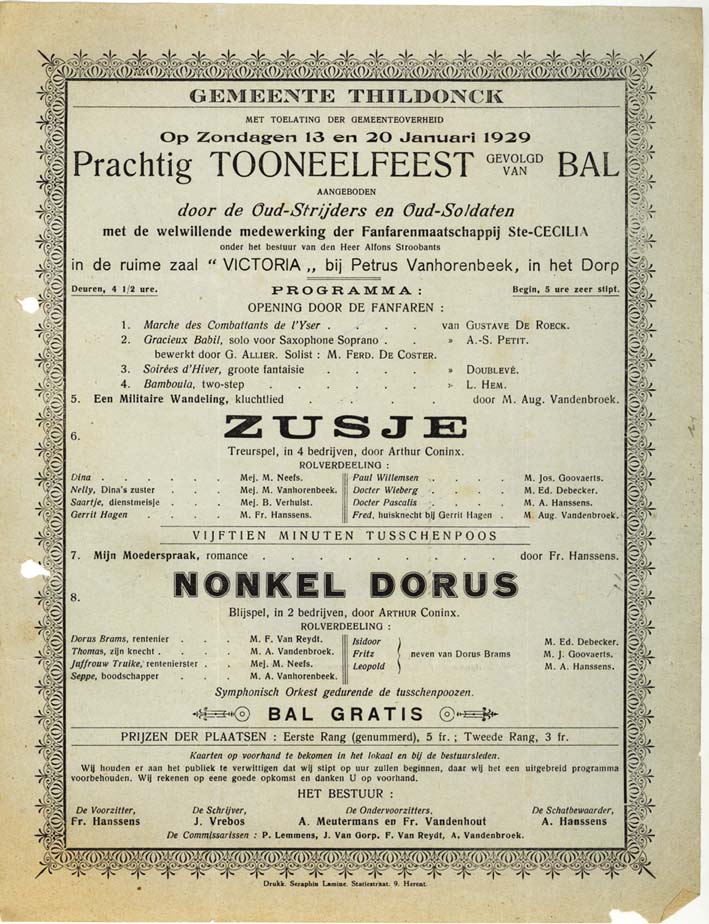 GEMEENTE THILDONCK
MET TOELATING DER GEMEENTEOVERHEID
Op Zondagen 13 en 20 Januari 1929
Prachtig TOONEELFEEST GEVOLGD VAN BAL
AANGEBODEN
door de Oud-Strijders en Oud-Soldaten
met de welwillende medewerking der Fanfarenmaatschappij Ste-CECILIA
onder het bestuur van den Heer Alfons Stroobants
in de ruime zaal " VICTORIA „ bij Petrus Vanhorenbeek, in het Dorp
Deuren, 4 1/2 ure. PROGRAMMA : Begin, 5 ure zeer stipt.
OPENING DOOR DE FANFAREN :
1. Marche des Combattants de l'Yser . . . . van GUSTAVE DE ROECK.
2. Gracieux Babil, solo voor Saxophone Soprano . . » A.-S. PETIT.
bewerkt door G. ALLIER. Solist : M. FERD. DE COSTER.
3. Soirées d'Hiver, groote fantaisie . . . . » DOUBLEVÉ.
4. Bamboula, two-step . . . . . » L. HEM.
5. Een Militaire Wandeling, kluchtlied . . . . door M. Aug. Vandenbroek.
6. ZUSJE
Treurspel, in 4 bedrijven, door Arthur Coninx.
ROLVERDEELING :
Dina . . . . . Mej. M. Neefs. Paul Willemsen . . . . M. Jos. Goovaerts.
Nelly, Dina's zuster . . . Mej. M. Vanhorenbeek. Docter Wieberg . . . . M. Ed. Debecker.
Saartje, dienstmeisje . . . Mej. B. Verhulst. Docter Pascalis . . . . M. A. Hanssens.
Gerrit Hagen . . . . M. Fr. Hanssens. Fred, huisknecht bij Gerrit Hagen . M. Aug. Vandenbroek.
VIJFTIEN MINUTEN TUSSCHENPOOS
7. Mijn Moederspraak, romance . . . . . . . door Fr. Hanssens.
8. NONKEL DORUS
Blijspel, in 2 bedrijven, door ARTHUR Coninx.
ROLVERDEELING :
Dorus Brams, rentenier . . . M. F. Van Reydt. Isidoor M. Ed. Debecker.
Thomas, zijn knecht . . . . M. A. Vandenbroek. Fritz neven van Dorus Brams M. J. Goovaerts.
Juffrouw Truike, rentenierster . . Mej. M. Neefs. Leopold M. A. Hanssens.
Seppe, boodschapper . . . M. A. Vanhorenbeek.
Symphonisch Orkest gedurende de tusschenpoozen.
BAL GRATIS
PRIJZEN DER PLAATSEN : Eerste Rang (genummerd), 5 fr. ; Tweede Rang, 3 fr.
Kaarten op voorhand te bekomen in het lokaal en bij de bestuursleden.
Wij houden er aan het publiek te verwittigen dat wij stipt op uur zullen beginnen, daar wij het een uitgebreid programma
voorbehouden. Wij rekenen op eene goede opkomst en danken U op voorhand.
HET BESTUUR :
De Voorzitter, De Schrijver, De Ondervoorzitters, De Schatbewaarder,
Fr. Hanssens J. Vrebos A. Meutermans en Fr. Vandenhout A. Hanssens
De Commissarissen : P. Lemmens, J. Van Gorp, F. Van Reydt, A. Vandenbroek.
Drukk. Seraphin Lamine, Statiestraat, 9, Herent.